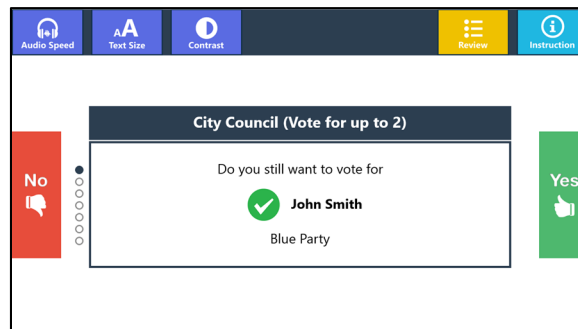 Audio Speed
AA
Text Size
Contrast
Review
Instruction
City Council (Vote for up to 2)
No
Do you still want to vote for
John Smith
Blue Party
Yes